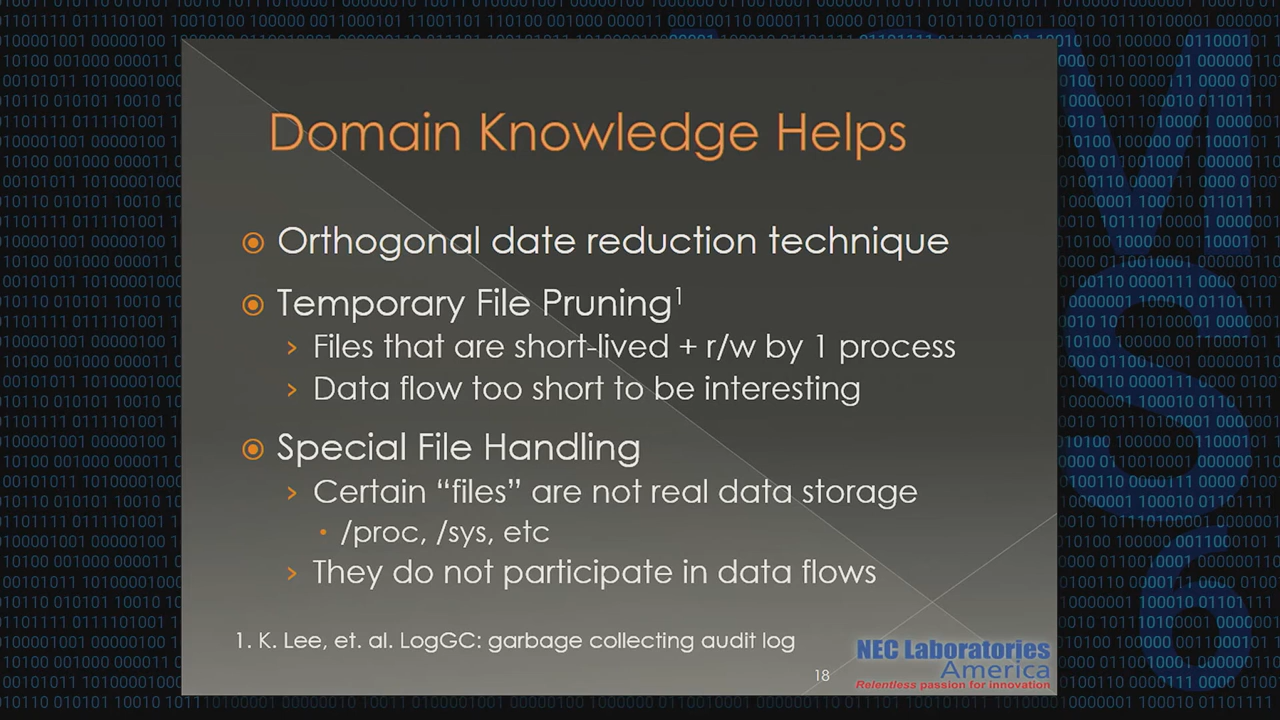 Domain Knowledge Helps
Orthogonal date reduction technique
Temporary File Pruning1
Files that are short-lived + r/w by 1 process
Data flow too short to be interesting
Special File Handling
Certain “files” are not real data storage
/proc, /sys, etc
They do not participate in data flows
1. K. Lee, et. al. LogGC: garbage collecting audit log
18
NEC Laboratories
America
Relentless passion for innovation